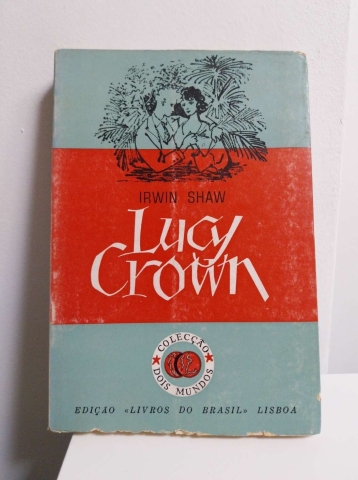 IRWIN SHAW
Lucy
Crown
COLECÇÃO
DOIS MUNDOS
EDIÇÃO «LIVROS DO BRASIL» LISBOA